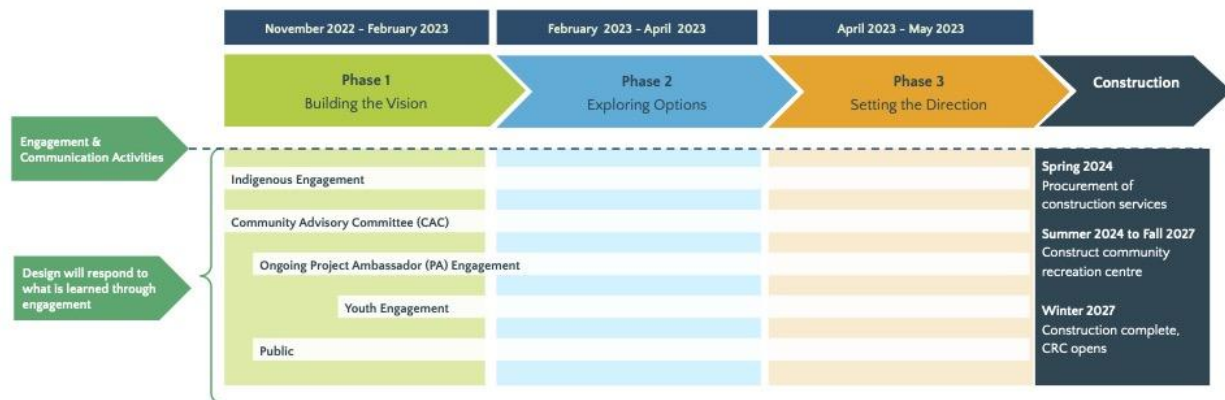 November 2022 – February 2023
February 2023 – April 2023
April 2023 – May 2023
Phase 1
Building the Vision
Phase 2
Exploring Options
Phase 3
Setting the Direction
Construction
Engagement &
Communication Activities
Indigenous Engagement
Community Advisory Committee (CAC)
Ongoing Project Ambassador (PA) Engagement
Youth Engagement
Public
Design will respond to
what is learned through
engagement
Spring 2024
Procurement of
construction services
Summer 2024 to Fall 2027
Construct community
recreation centre
Winter 2027
Construction complete,
CRC opens